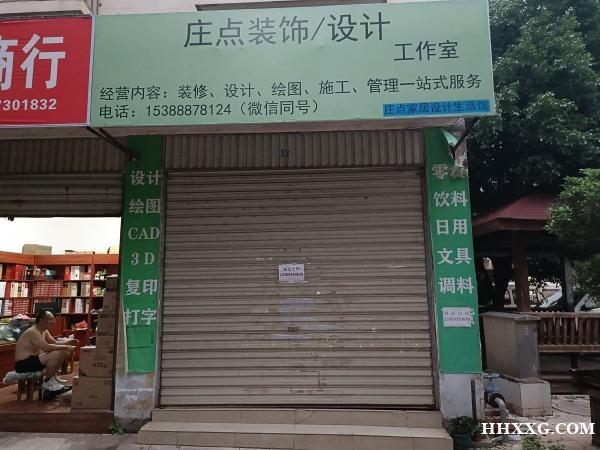 商行
7301832
庄点装饰/设计
工作室
经营内容：装修、设计、绘图、施工、管理一站式服务
电话：15388878124（微信同号）
庄点家居设计生活馆
12
设计
绘图
CAD
3D
复印
打字
饮料
日用
文具
调料
HHXXG.COM